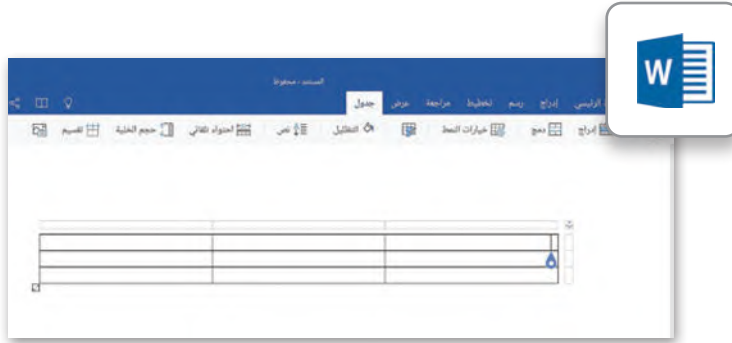 W
المستند - محفوظ
الرئيسي إدراج رسم تخطيط مراجعة عرض جدول
إدراج دمج خيارات النمط التظليل نص احتواء تلقائي حجم الخلية تقسيم